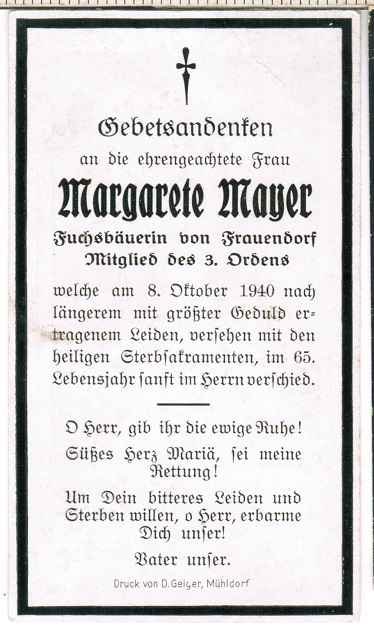 Gebetsandenken
an die ehrengeachtete Frau
Margarete Mayer
Fuchsbäuerin von Frauendorf
Mitglied des 3. Ordens
welche am 8. Oktober 1940 nach
längerem mit größter Geduld er-
tragenem Leiden, versehen mit den
heiligen Sterbsakramenten, im 65.
Lebensjahr sanft im Herrn verschied.
O Herr, gib ihr die ewige Ruhe!
Süßes Herz Mariä, sei meine
Rettung!
Um Dein bitteres Leiden und
Sterben willen, o Herr, erbarme
Dich unser!
Vater unser.
Druck von D. Geiger, Mühldorf